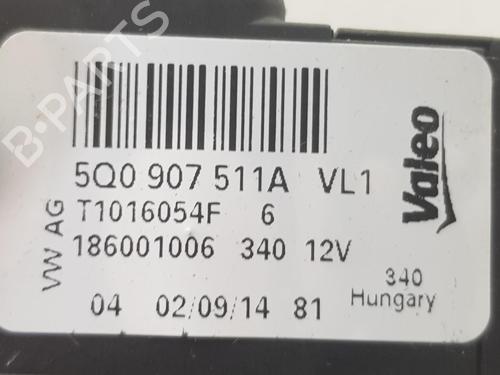 B-PARTS
5Q0 907 511A VL1
T1016054F 6
186001006 340 12V
04 02/09/14 81
VW AG
Valeo
340
Hungary